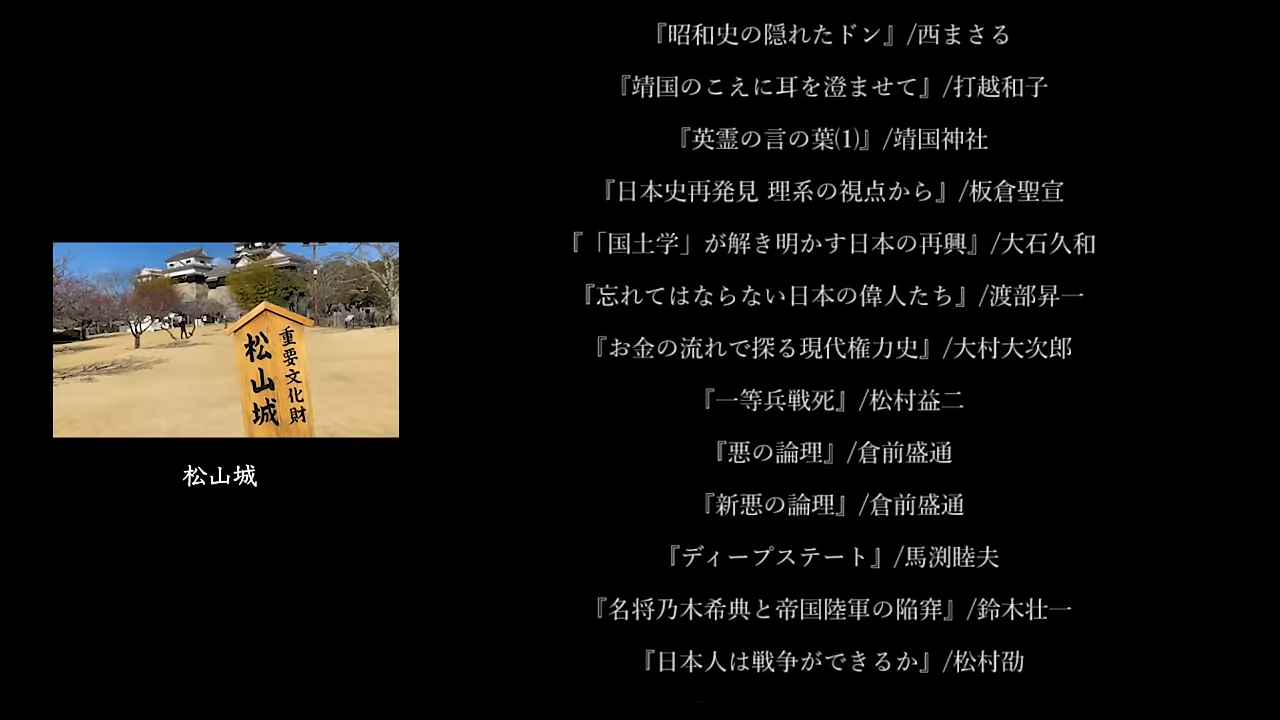 重要文化財
松山城
松山城
『昭和史の隠れたドン』/西まさる
『靖国のこえに耳を澄ませて』/打越和子
『英霊の言の葉(1)』/靖国神社
『日本史再発見 理系の視点から』/板倉聖宣
『「国土学」が解き明かす日本の再興』/大石久和
『忘れてはならない日本の偉人たち』/渡部昇一
『お金の流れで探る現代権力史』/大村大次郎
『一等兵戦死』/松村益二
『悪の論理』/倉前盛通
『新悪の論理』/倉前盛通
『ディープステート』/馬渕睦夫
『名将乃木希典と帝国陸軍の陥穽』/鈴木壮一
『日本人は戦争ができるか』/松村劭